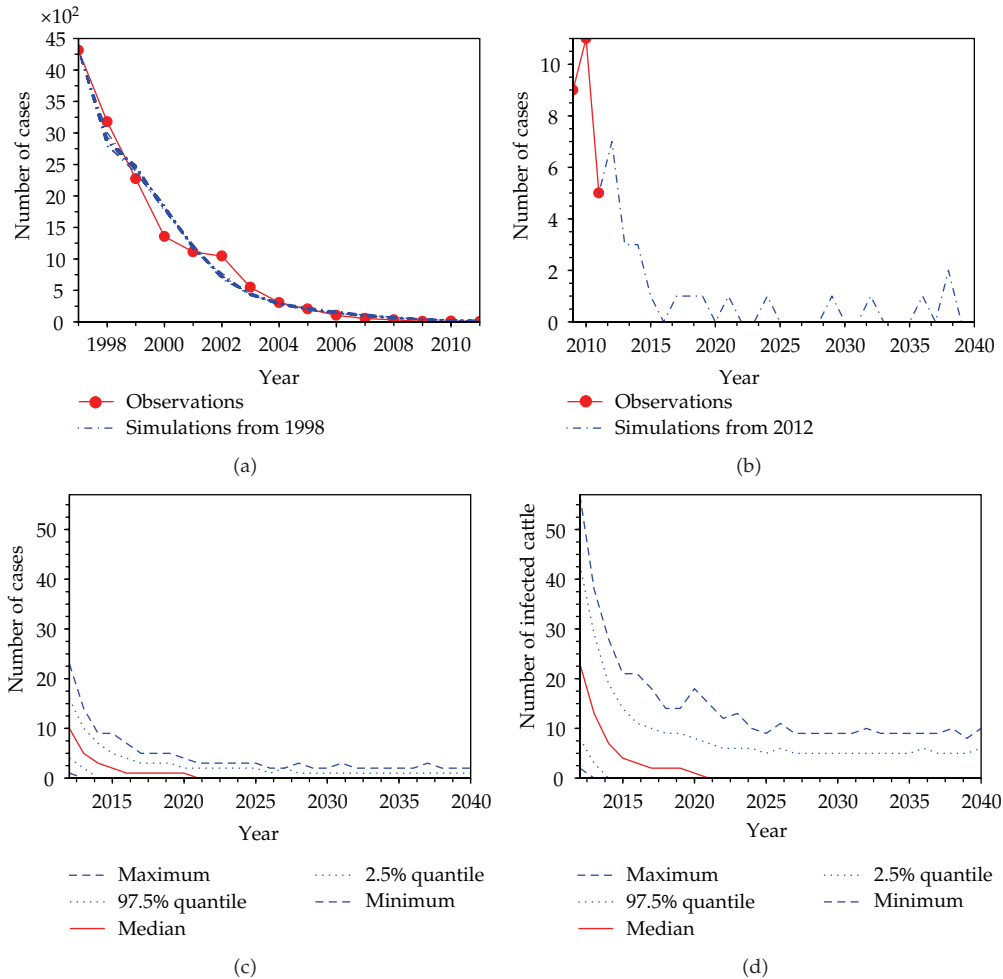 ×10²
45
40
35
30
25
20
15
10
5
0
Number of cases
1998 2000 2002 2004 2006 2008 2010
Year
Observations
Simulations from 1998
(a)
10
8
6
4
2
0
Number of cases
2010 2015 2020 2025 2030 2035 2040
Year
Observations
Simulations from 2012
(b)
50
40
30
20
10
0
Number of cases
2015 2020 2025 2030 2035 2040
Year
Maximum 2.5% quantile
97.5% quantile Minimum
Median
(c)
50
40
30
20
10
0
Number of infected cattle
2015 2020 2025 2030 2035 2040
Year
Maximum 2.5% quantile
97.5% quantile Minimum
Median
(d)